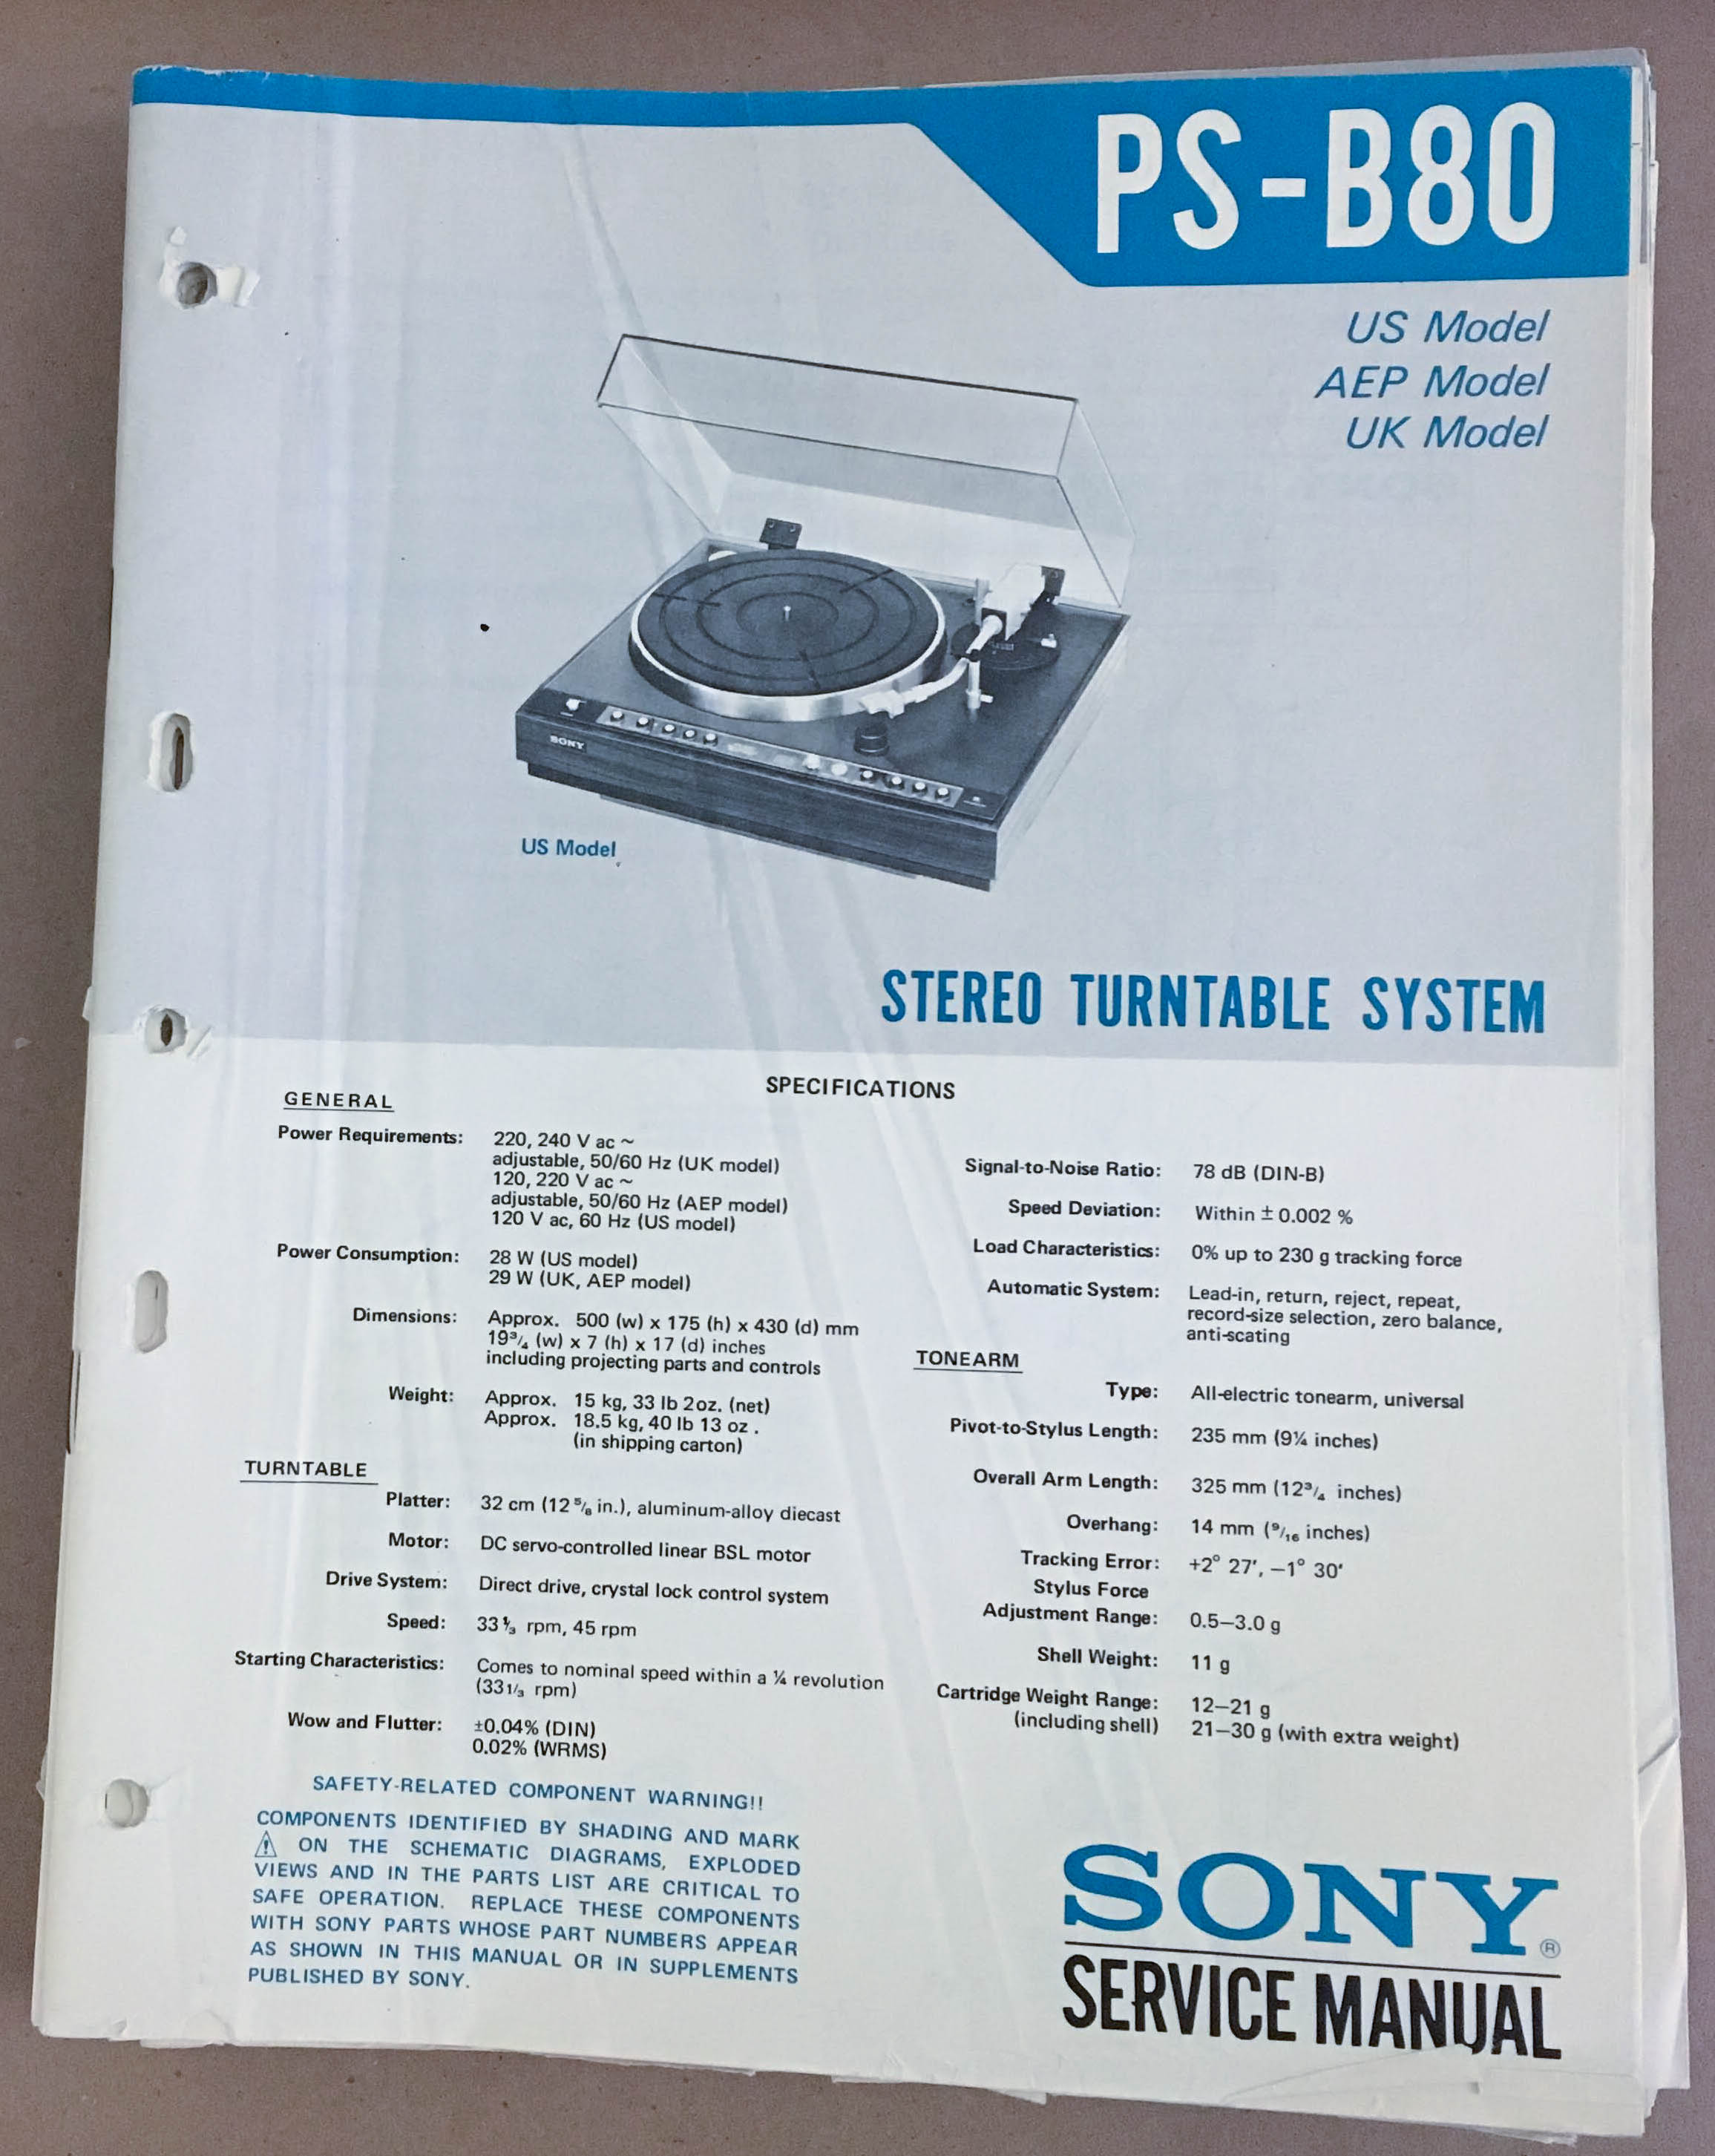 PS-B80
US Model
AEP Model
UK Model
SONY
US Model
STEREO TURNTABLE SYSTEM
SPECIFICATIONS
GENERAL
Power Requirements: 220, 240 V ac ~
adjustable, 50/60 Hz (UK model)
120, 220 V ac ~
adjustable, 50/60 Hz (AEP model)
120 V ac, 60 Hz (US model)
Power Consumption: 28 W (US model)
29 W (UK, AEP model)
Dimensions: Approx. 500 (w) x 175 (h) x 430 (d) mm
19¾ (w) x 7 (h) x 17 (d) inches
including projecting parts and controls
Weight: Approx. 15 kg, 33 lb 2oz. (net)
Approx. 18.5 kg, 40 lb 13 oz .
(in shipping carton)
TURNTABLE
Platter: 32 cm (12 ⅝ in.), aluminum-alloy diecast
Motor: DC servo-controlled linear BSL motor
Drive System: Direct drive, crystal lock control system
Speed: 33 ⅓ rpm, 45 rpm
Starting Characteristics: Comes to nominal speed within a ¼ revolution
(33 1/3 rpm)
Wow and Flutter: ±0.04% (DIN)
0.02% (WRMS)
Signal-to-Noise Ratio: 78 dB (DIN-B)
Speed Deviation: Within ± 0.002 %
Load Characteristics: 0% up to 230 g tracking force
Automatic System: Lead-in, return, reject, repeat,
record-size selection, zero balance,
anti-scating
TONEARM
Type: All-electric tonearm, universal
Pivot-to-Stylus Length: 235 mm (9¼ inches)
Overall Arm Length: 325 mm (12¾ inches)
Overhang: 14 mm (9/16 inches)
Tracking Error: +2° 27′, −1° 30′
Stylus Force
Adjustment Range: 0.5–3.0 g
Shell Weight: 11 g
Cartridge Weight Range: 12–21 g
(including shell) 21–30 g (with extra weight)
SAFETY-RELATED COMPONENT WARNING!!
COMPONENTS IDENTIFIED BY SHADING AND MARK
⚠ ON THE SCHEMATIC DIAGRAMS, EXPLODED
VIEWS AND IN THE PARTS LIST ARE CRITICAL TO
SAFE OPERATION. REPLACE THESE COMPONENTS
WITH SONY PARTS WHOSE PART NUMBERS APPEAR
AS SHOWN IN THIS MANUAL OR IN SUPPLEMENTS
PUBLISHED BY SONY.
SONY®
SERVICE MANUAL